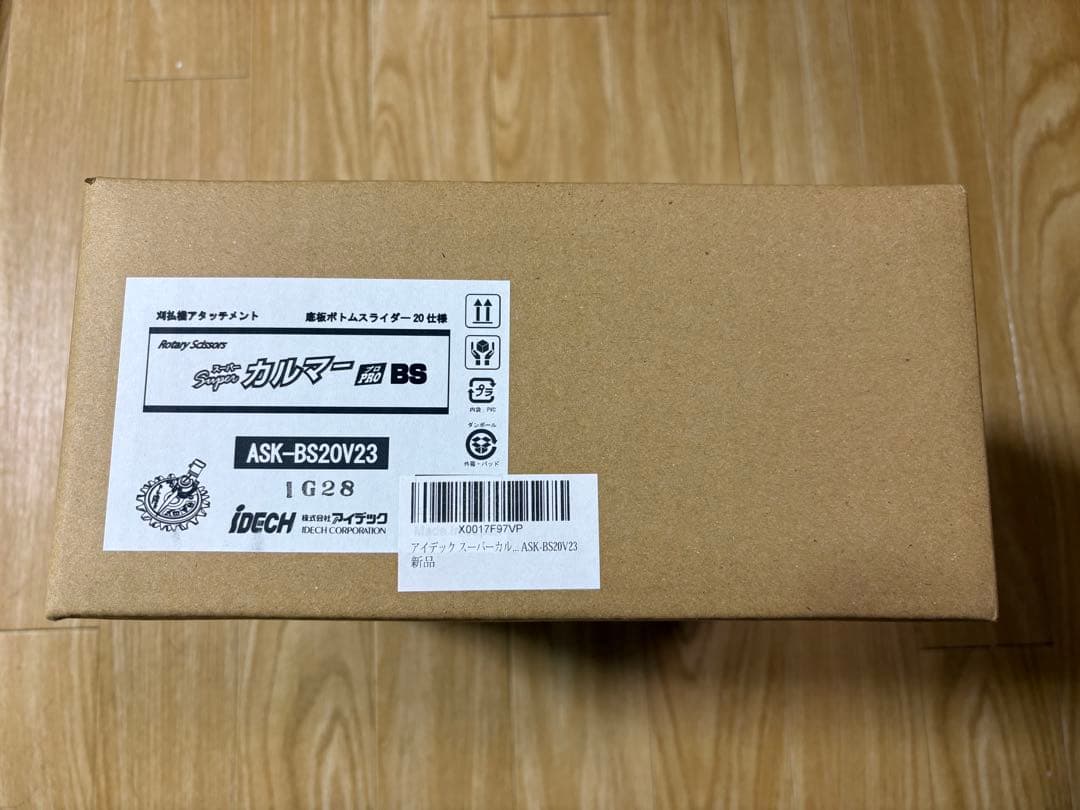 刈払機アタッチメント 底板ボトムスライダー20仕様
Rotary Scissors
スーパー
Super カルマー プロ PRO BS
プラ
内袋:PVC
ダンボール
外箱・パッド
ASK-BS20V23
1G28
iDECH 株式会社アイデック
IDECH CORPORATION
X0017F97VP
アイデック スーパーカル... ASK-BS20V23
新品